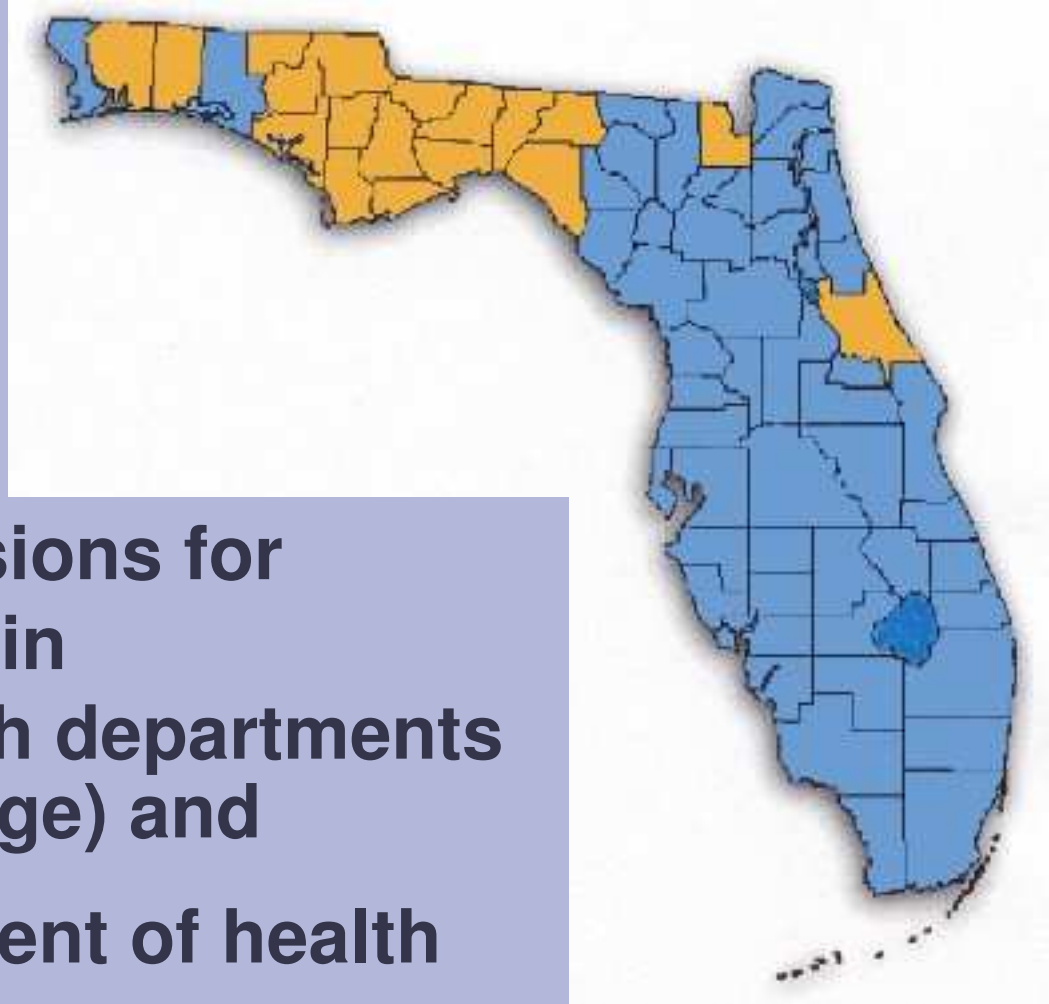 sions for
in
h departments
ge) and
ent of health